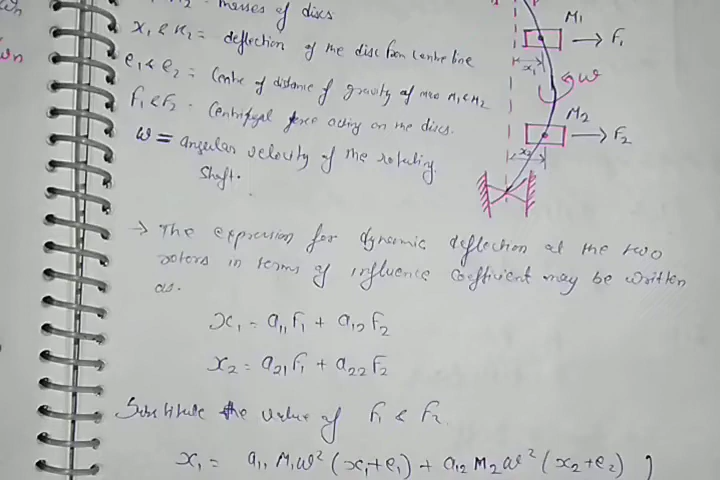 masses of discs
M1
x1 & x2 = deflection of the disc from centre line
F1
x1
e1 & e2 = Centre of distance of gravity of mass M1 & M2
ω
F1 & F2 - Centrifugal force acting on the discs.
M2
F2
x2
ω = angular velocity of the rotating
shaft.
→ The expression for dynamic deflection at the two
rotors in terms of influence coefficient may be written
as.
x1 = a11 F1 + a12 F2
x2 = a21 F1 + a22 F2
Substitute the value of F1 & F2.
x1 = a11 M1ω² (x1+e1) + a12 M2 ω² (x2+e2)